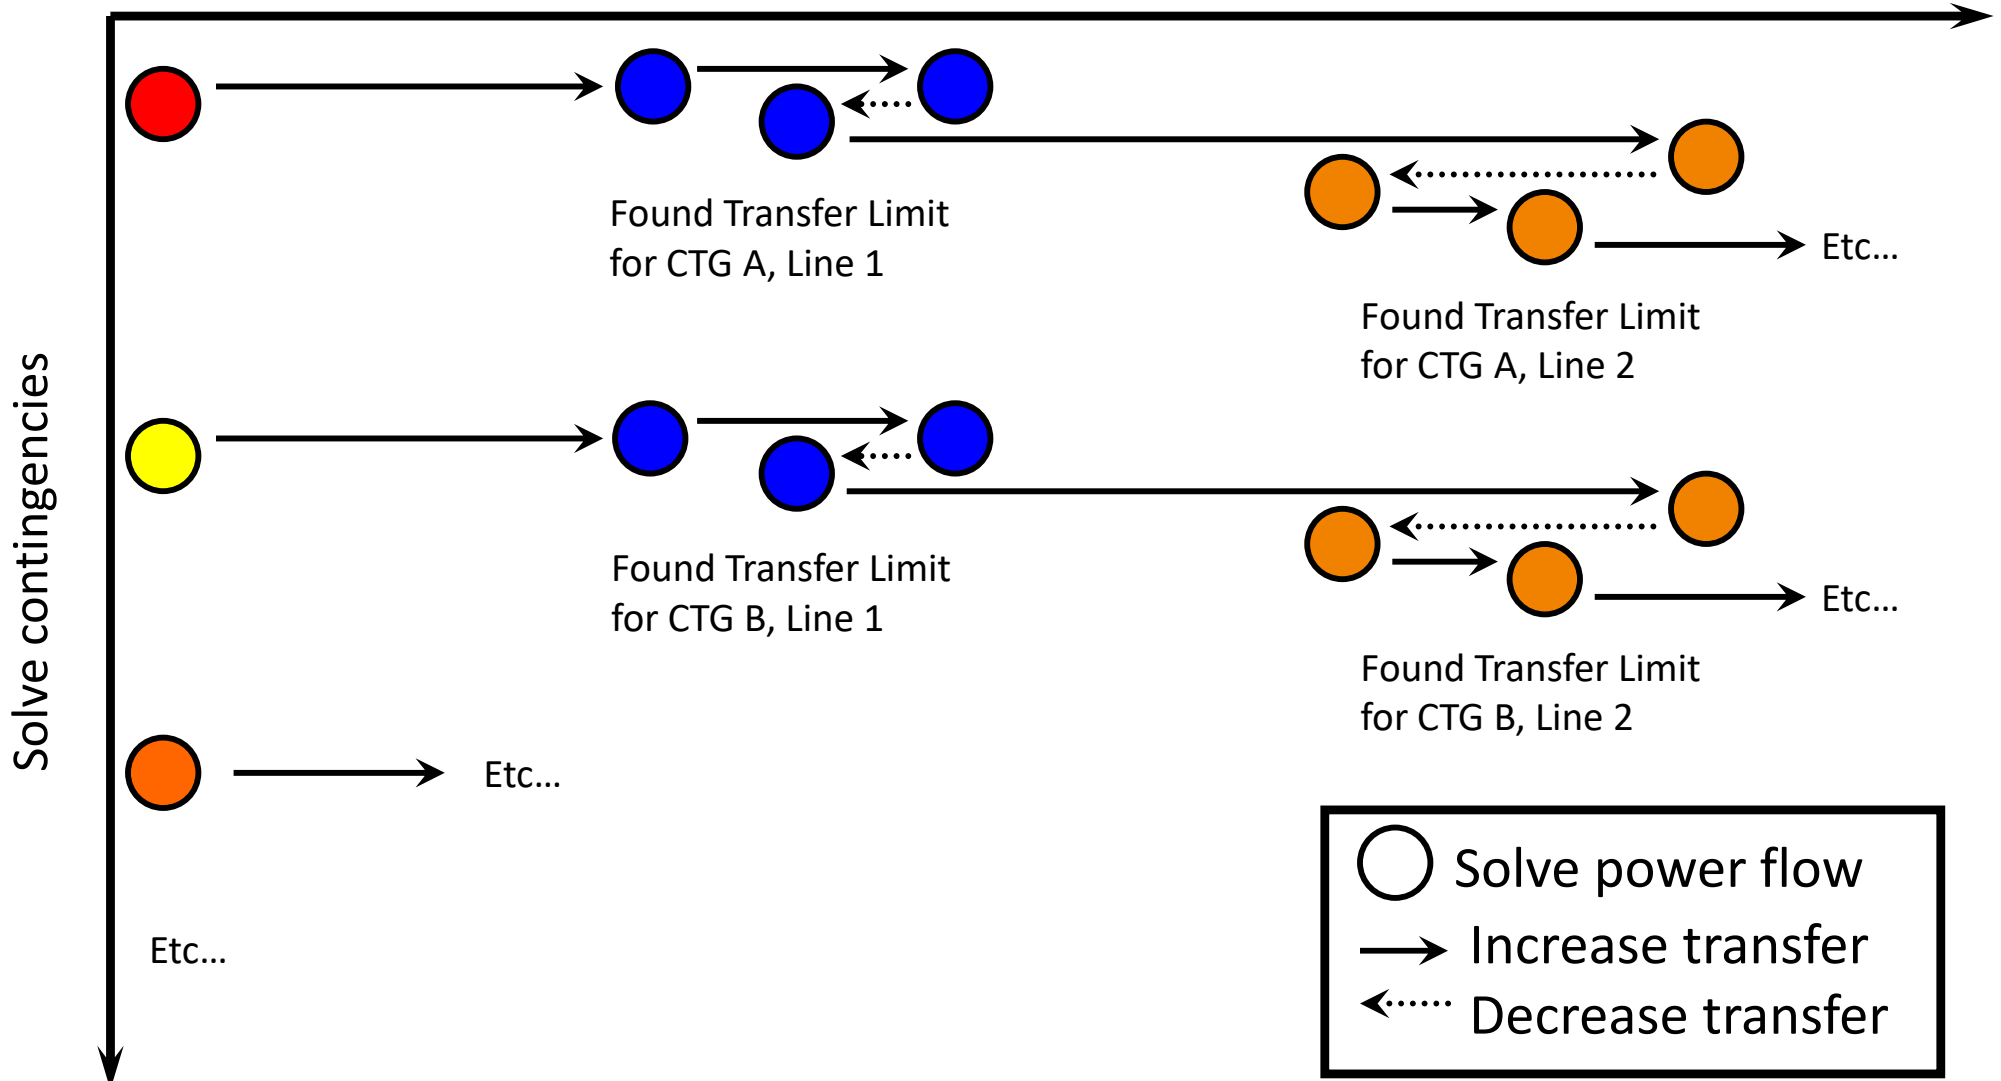 Found Transfer Limit
for CTG A, Line 1
Etc...
Found Transfer Limit
for CTG A, Line 2
Solve contingencies
Found Transfer Limit
for CTG B, Line 1
Etc...
Found Transfer Limit
for CTG B, Line 2
Etc...
Etc...
Solve power flow
Increase transfer
Decrease transfer